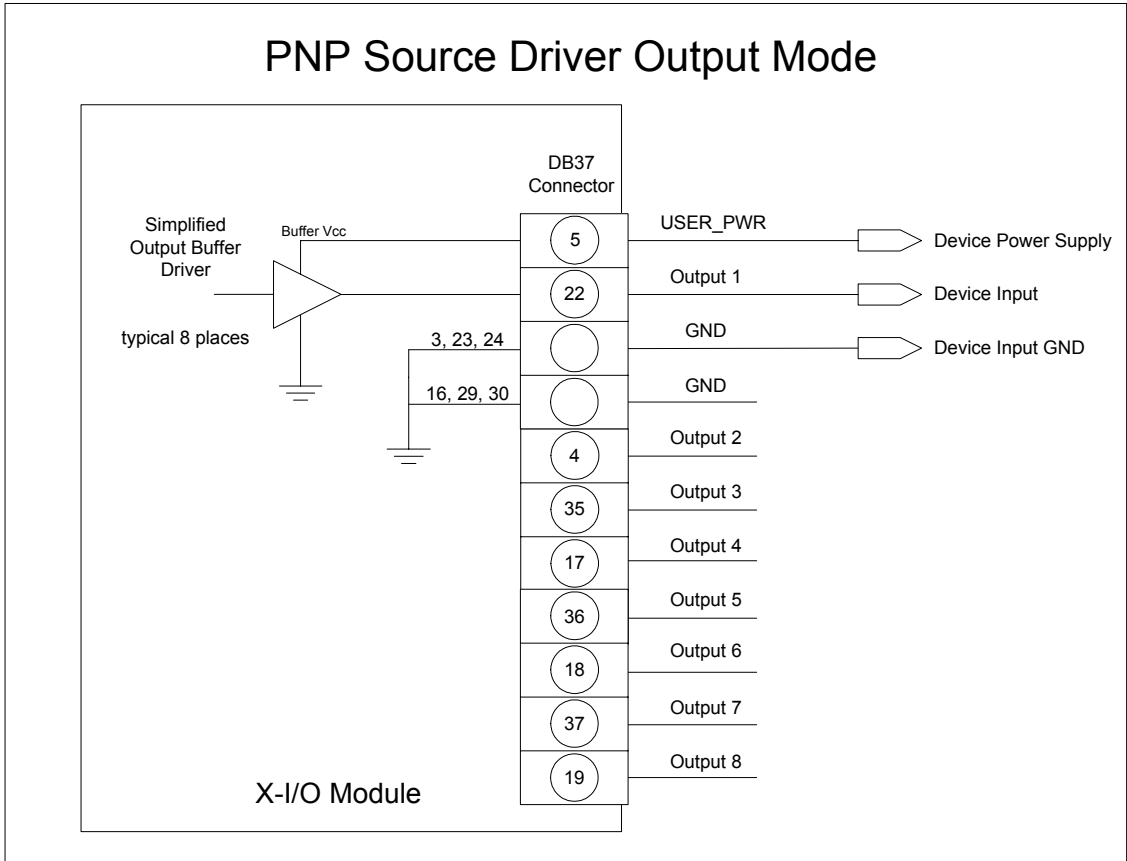 PNP Source Driver Output Mode
DB37
Connector
Simplified
Output Buffer
Driver
Buffer Vcc
typical 8 places
5
USER_PWR
Device Power Supply
22
Output 1
Device Input
3, 23, 24
GND
Device Input GND
16, 29, 30
GND
4
Output 2
35
Output 3
17
Output 4
36
Output 5
18
Output 6
37
Output 7
19
Output 8
X-I/O Module